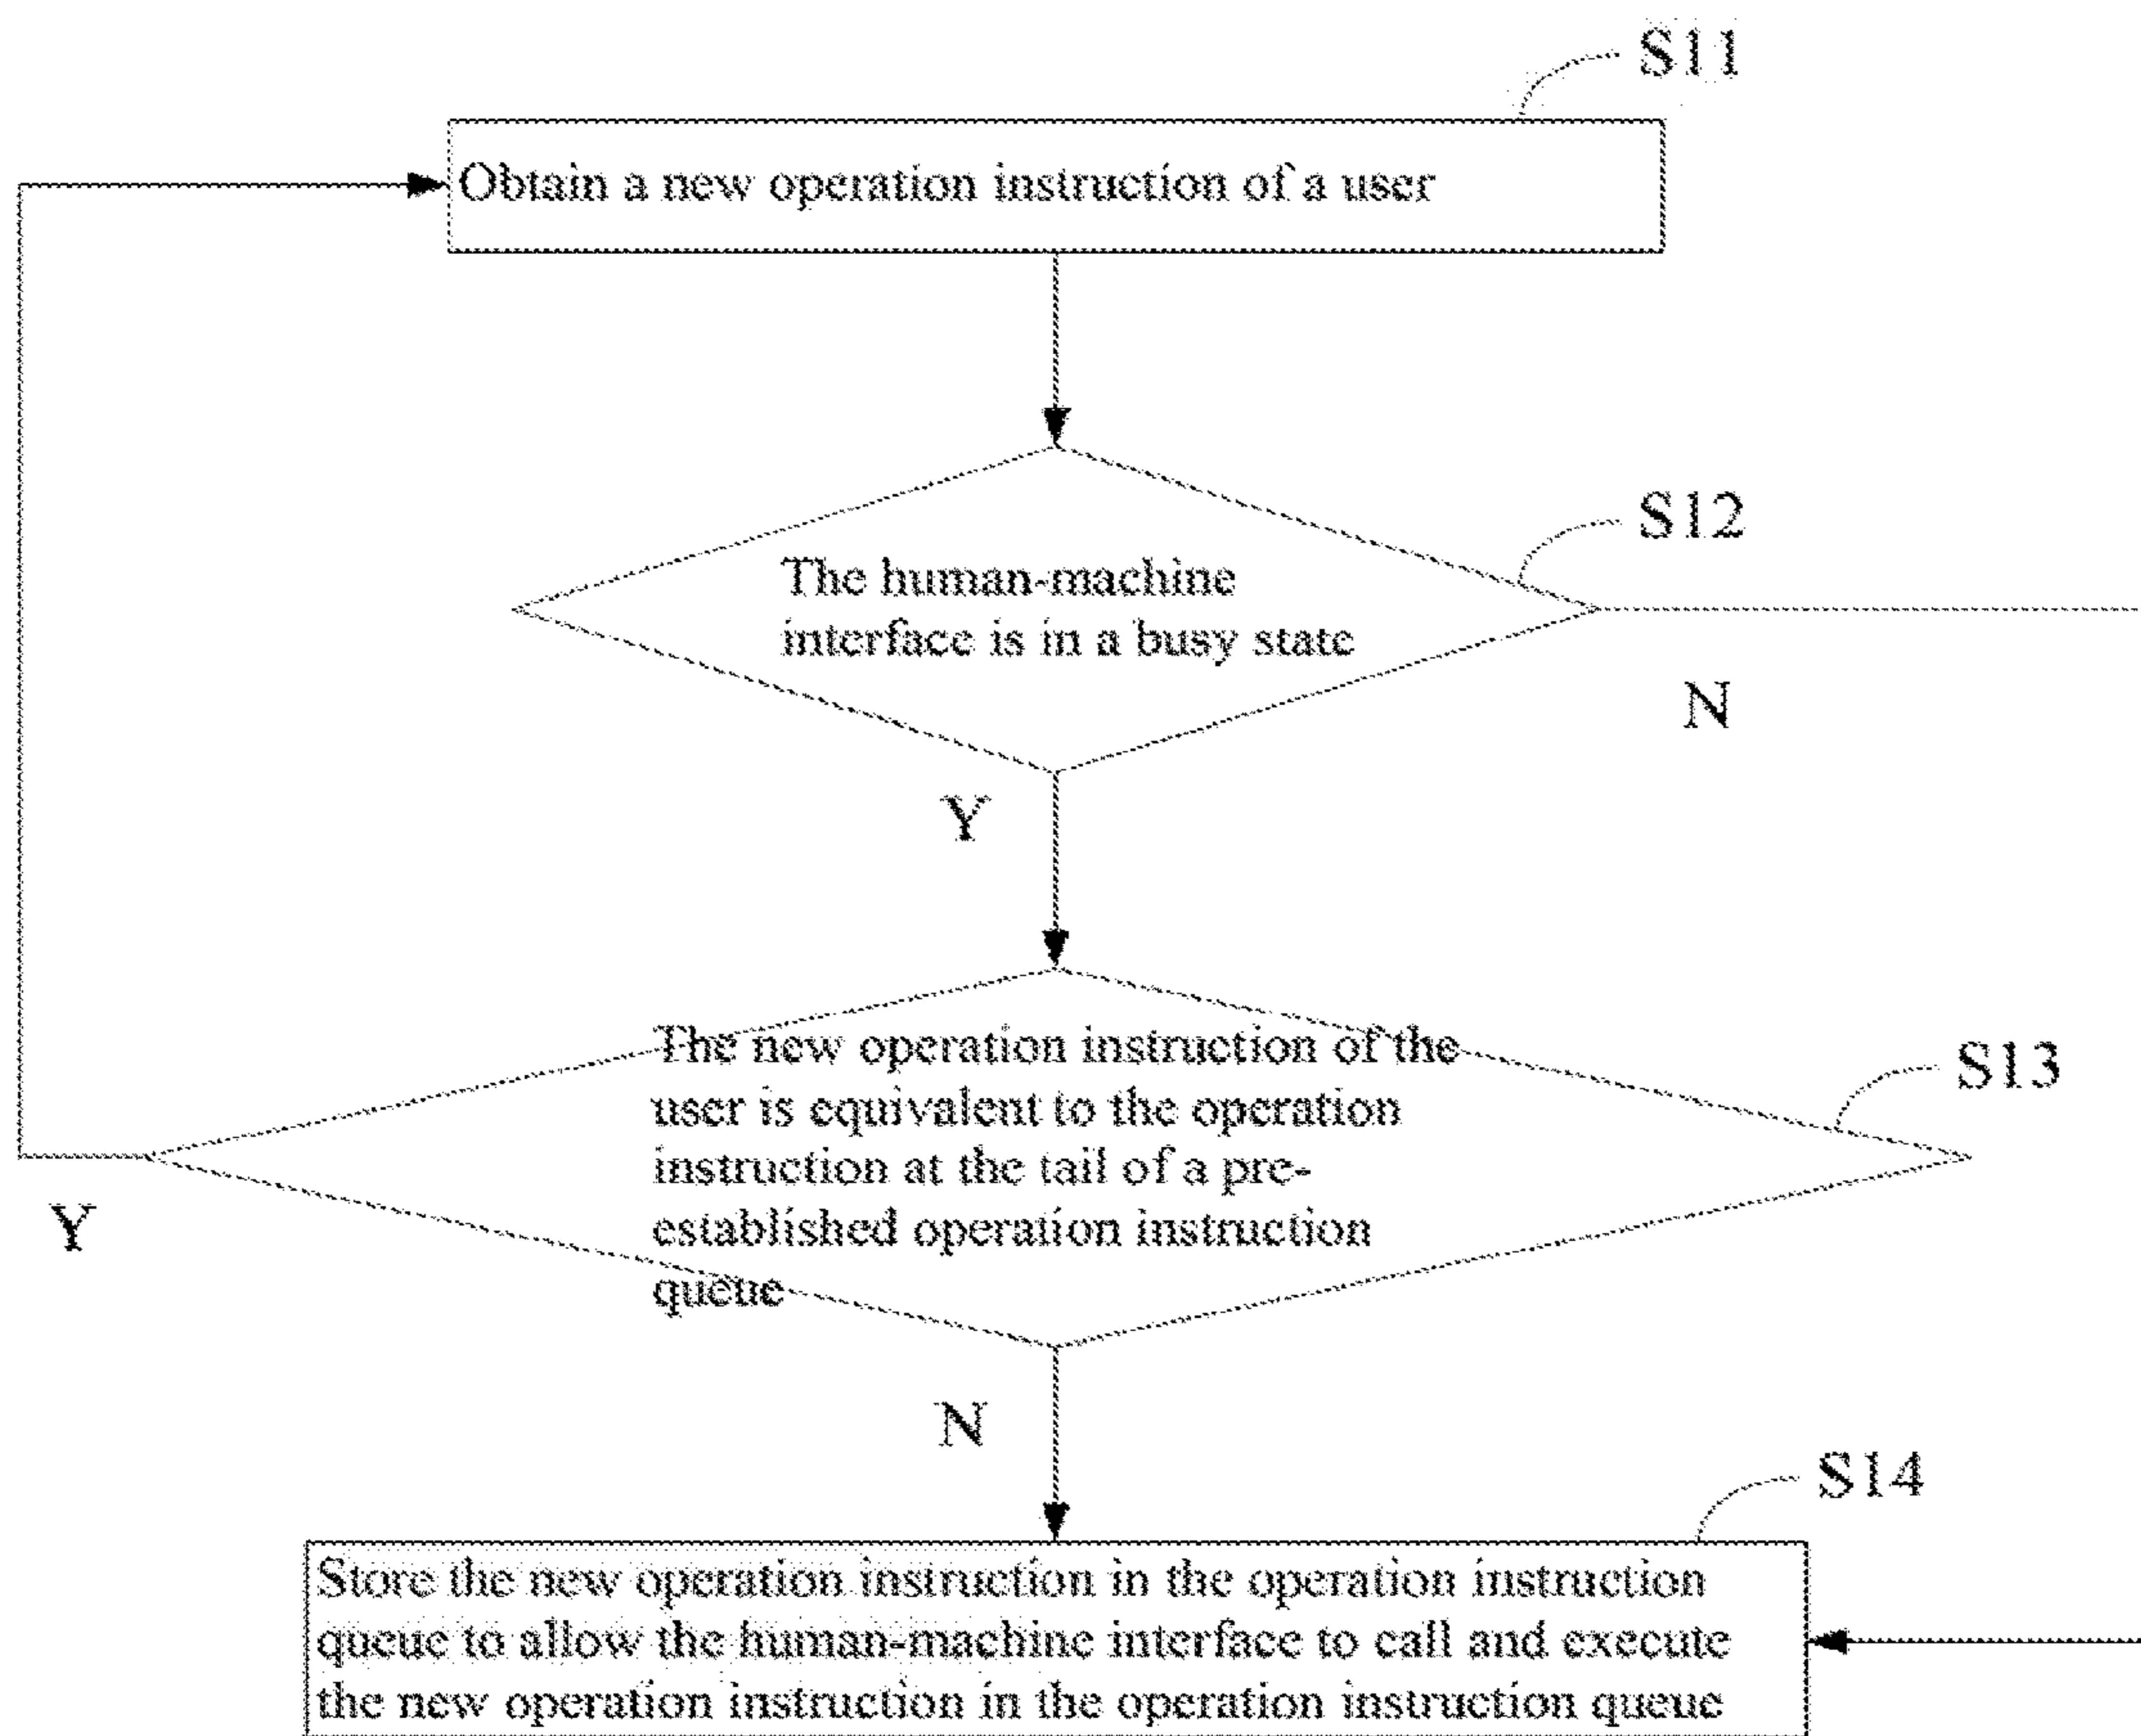 S11
Obtain a new operation instruction of a user
S12
The human-machine
interface is in a busy state
N
Y
The new operation instruction of the
user is equivalent to the operation
instruction at the tail of a pre-
established operation instruction
queue
S13
Y
N
S14
Store the new operation instruction in the operation instruction
queue to allow the human-machine interface to call and execute
the new operation instruction in the operation instruction queue